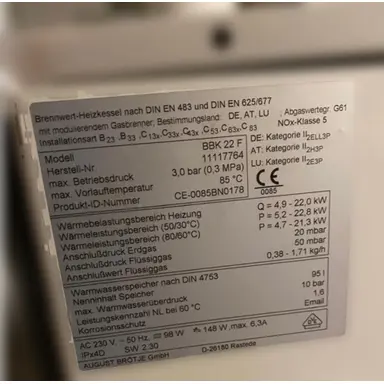 Brennwert-Heizkessel nach DIN EN 483 und DIN EN 625/677
mit modulierendem Gasbrenner, Bestimmungsland: DE, AT, LU , Abgaswertegr. G61
Installationsart B23 ,B33 ,C13x,C33x,C43x,C53,C63x,C83 NOx-Klasse 5
Modell BBK 22 F DE: Kategorie II2ELL3P
Herstell-Nr 11117764 AT: Kategorie II2H3P
max. Betriebsdruck 3,0 bar (0,3 MPa) LU: Kategorie II2E3P
max. Vorlauftemperatur 85 °C CE
Produkt-ID-Nummer CE-0085BN0178 0085
Wärmebelastungsbereich Heizung Q = 4,9 - 22,0 kW
Wärmeleistungsbereich (50/30°C) P = 5,2 - 22,8 kW
Wärmeleistungsbereich (80/60°C) P = 4,7 - 21,3 kW
Anschlußdruck Erdgas 20 mbar
Anschlußdruck Flüssiggas 50 mbar
Anschlußwert Flüssiggas 0,38 - 1,71 kg/h
Warmwasserspeicher nach DIN 4753
Nenninhalt Speicher 95 l
max. Warmwasserüberdruck 10 bar
Leistungskennzahl NL bei 60 °C 1,6
Korrosionsschutz Email
AC 230 V ~ 50 Hz, 98 W 148 W, max. 6,3A
IPx4D SW 2.30
AUGUST BRÖTJE GmbH D-26180 Rastede